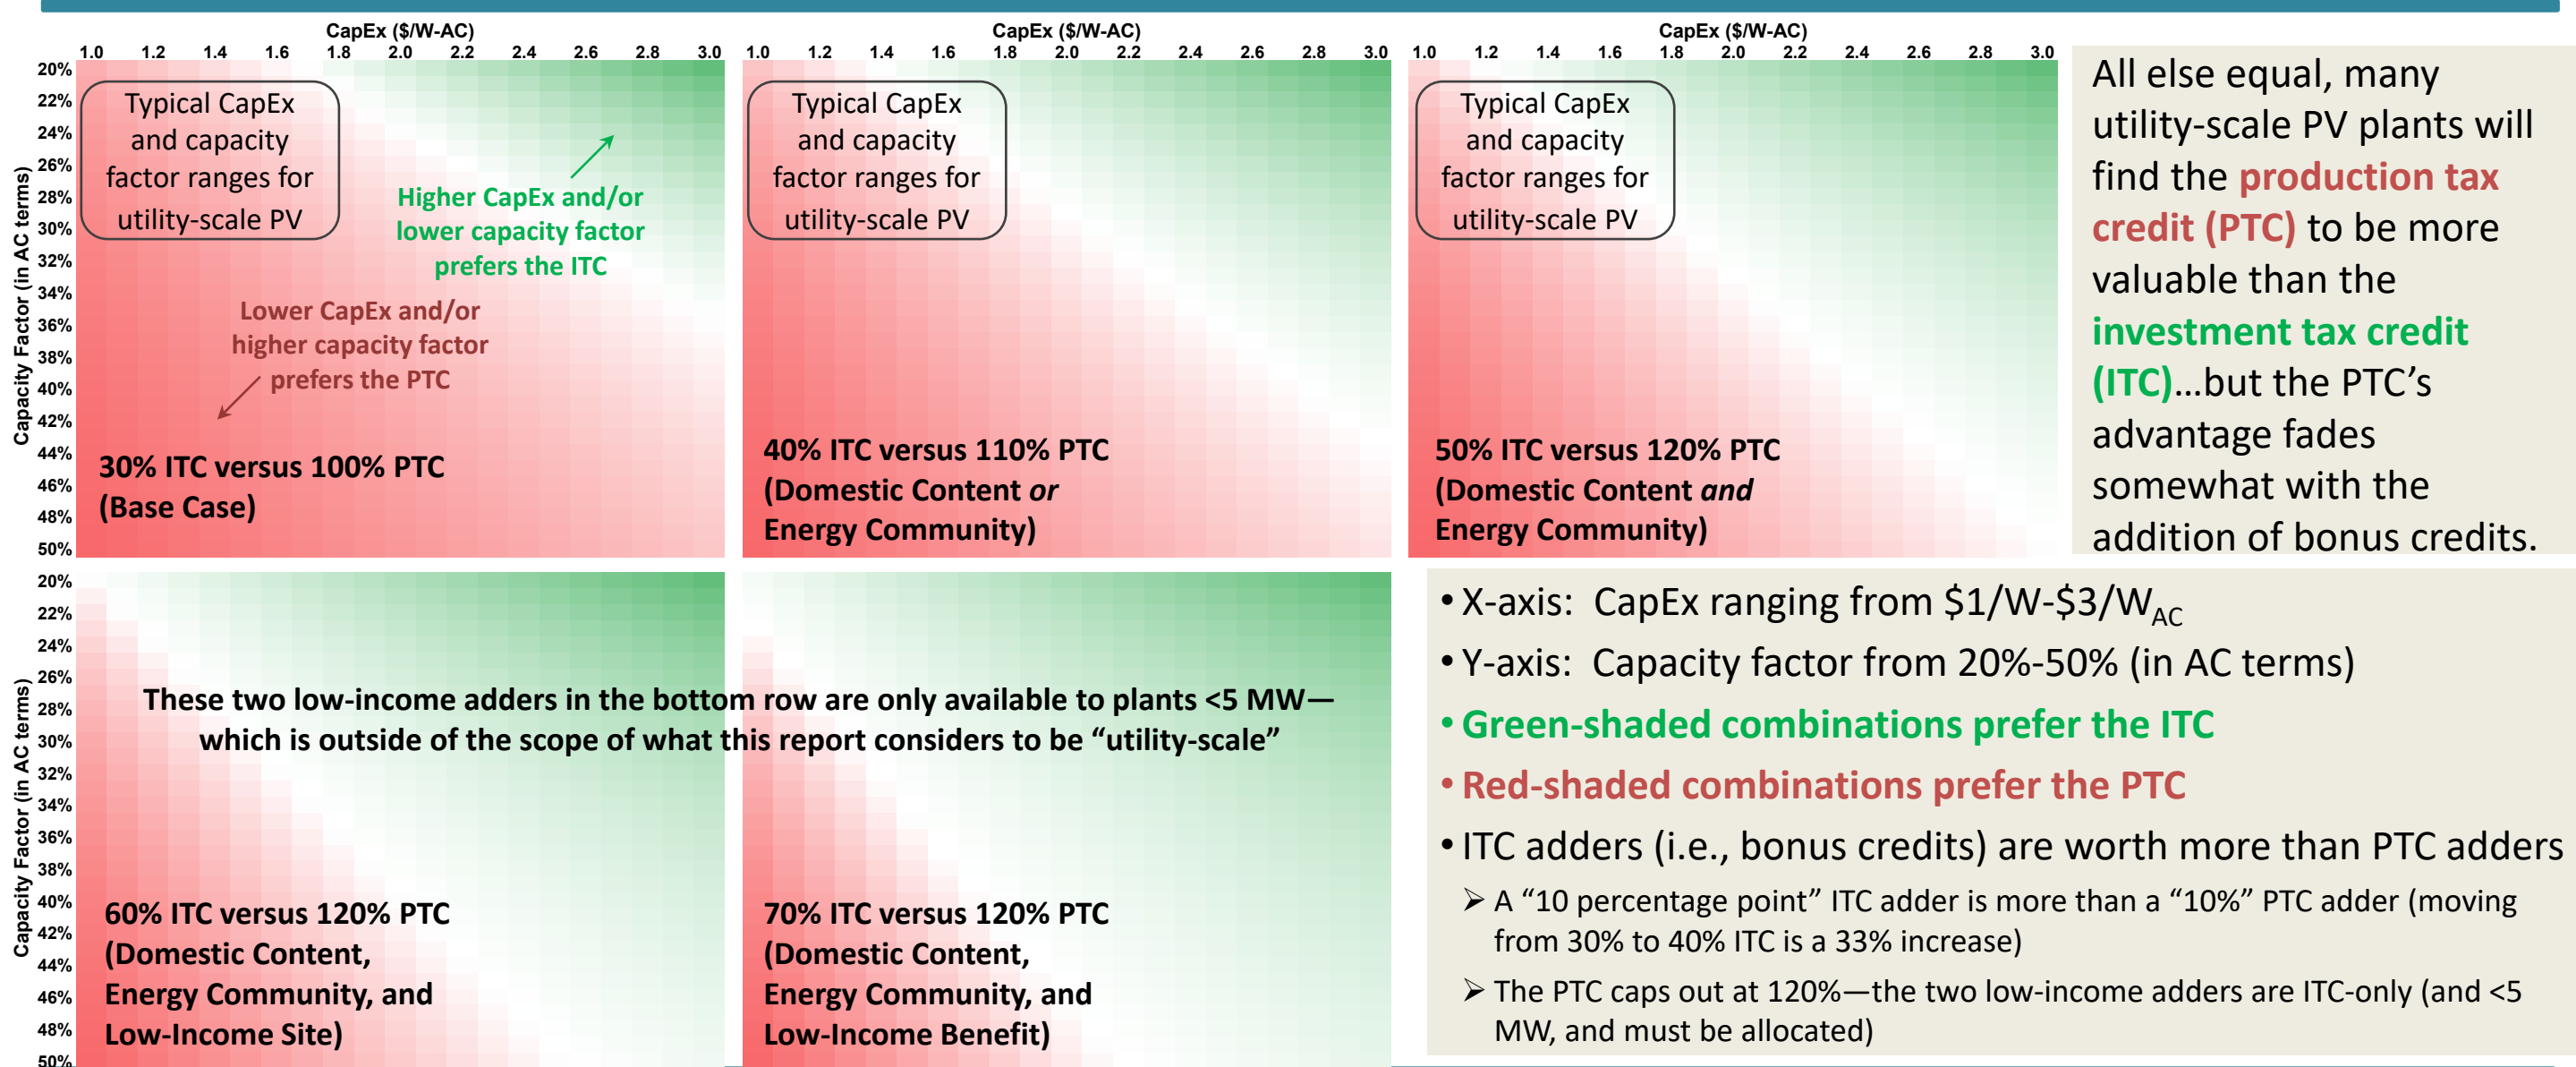 CapEx ($/W-AC)
1.0 1.2 1.4 1.6 1.8 2.0 2.2 2.4 2.6 2.8 3.0
Capacity Factor (in AC terms)
20%
22%
24%
26%
28%
30%
32%
34%
36%
38%
40%
42%
44%
46%
48%
50%
Typical CapEx
and capacity
factor ranges for
utility-scale PV
Higher CapEx and/or
lower capacity factor
prefers the ITC
Lower CapEx and/or
higher capacity factor
prefers the PTC
30% ITC versus 100% PTC
(Base Case)
CapEx ($/W-AC)
1.0 1.2 1.4 1.6 1.8 2.0 2.2 2.4 2.6 2.8 3.0
Typical CapEx
and capacity
factor ranges for
utility-scale PV
40% ITC versus 110% PTC
(Domestic Content or
Energy Community)
CapEx ($/W-AC)
1.0 1.2 1.4 1.6 1.8 2.0 2.2 2.4 2.6 2.8 3.0
Typical CapEx
and capacity
factor ranges for
utility-scale PV
50% ITC versus 120% PTC
(Domestic Content and
Energy Community)
All else equal, many
utility-scale PV plants will
find the production tax
credit (PTC) to be more
valuable than the
investment tax credit
(ITC)…but the PTC’s
advantage fades
somewhat with the
addition of bonus credits.
Capacity Factor (in AC terms)
20%
22%
24%
26%
28%
30%
32%
34%
36%
38%
40%
42%
44%
46%
48%
50%
These two low-income adders in the bottom row are only available to plants <5 MW—
which is outside of the scope of what this report considers to be “utility-scale”
60% ITC versus 120% PTC
(Domestic Content,
Energy Community, and
Low-Income Site)
70% ITC versus 120% PTC
(Domestic Content,
Energy Community, and
Low-Income Benefit)
• X-axis: CapEx ranging from $1/W-$3/WAC
• Y-axis: Capacity factor from 20%-50% (in AC terms)
• Green-shaded combinations prefer the ITC
• Red-shaded combinations prefer the PTC
• ITC adders (i.e., bonus credits) are worth more than PTC adders
➢ A “10 percentage point” ITC adder is more than a “10%” PTC adder (moving
from 30% to 40% ITC is a 33% increase)
➢ The PTC caps out at 120%—the two low-income adders are ITC-only (and <5
MW, and must be allocated)